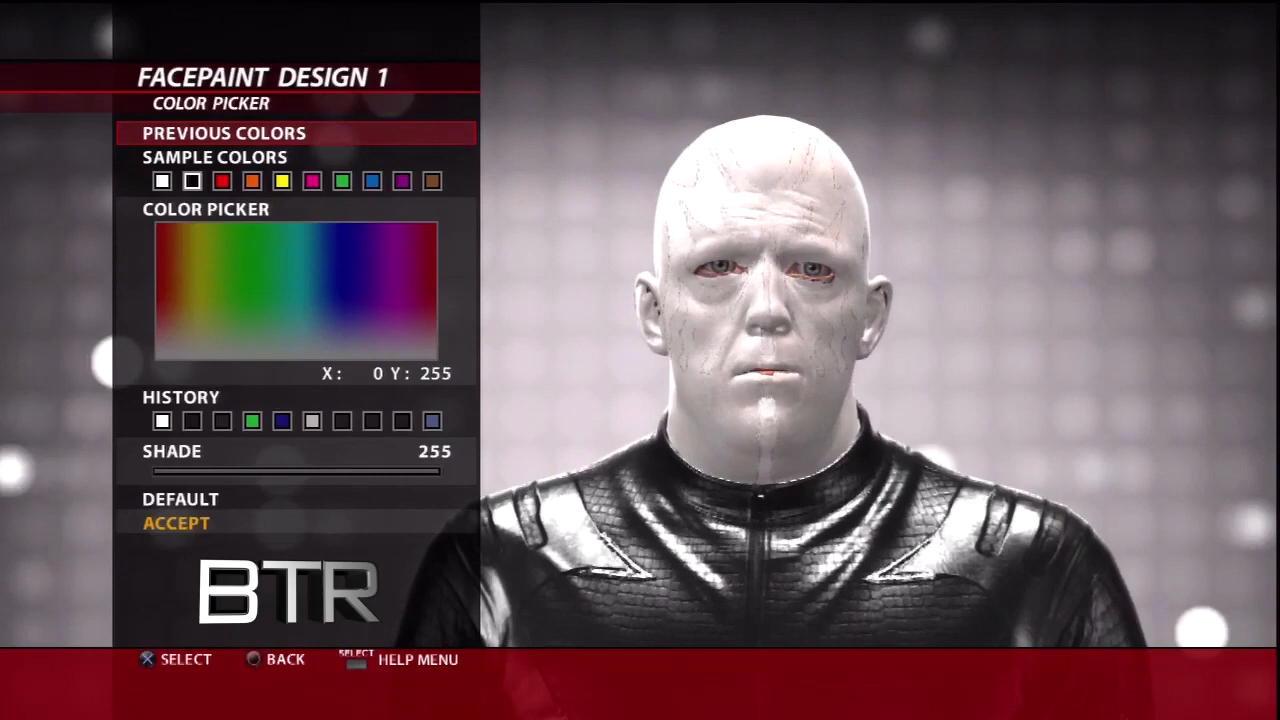 FACEPAINT DESIGN 1
COLOR PICKER
PREVIOUS COLORS
SAMPLE COLORS
COLOR PICKER
X: 0 Y: 255
HISTORY
SHADE 255
DEFAULT
ACCEPT
BTR
SELECT BACK SELECT HELP MENU